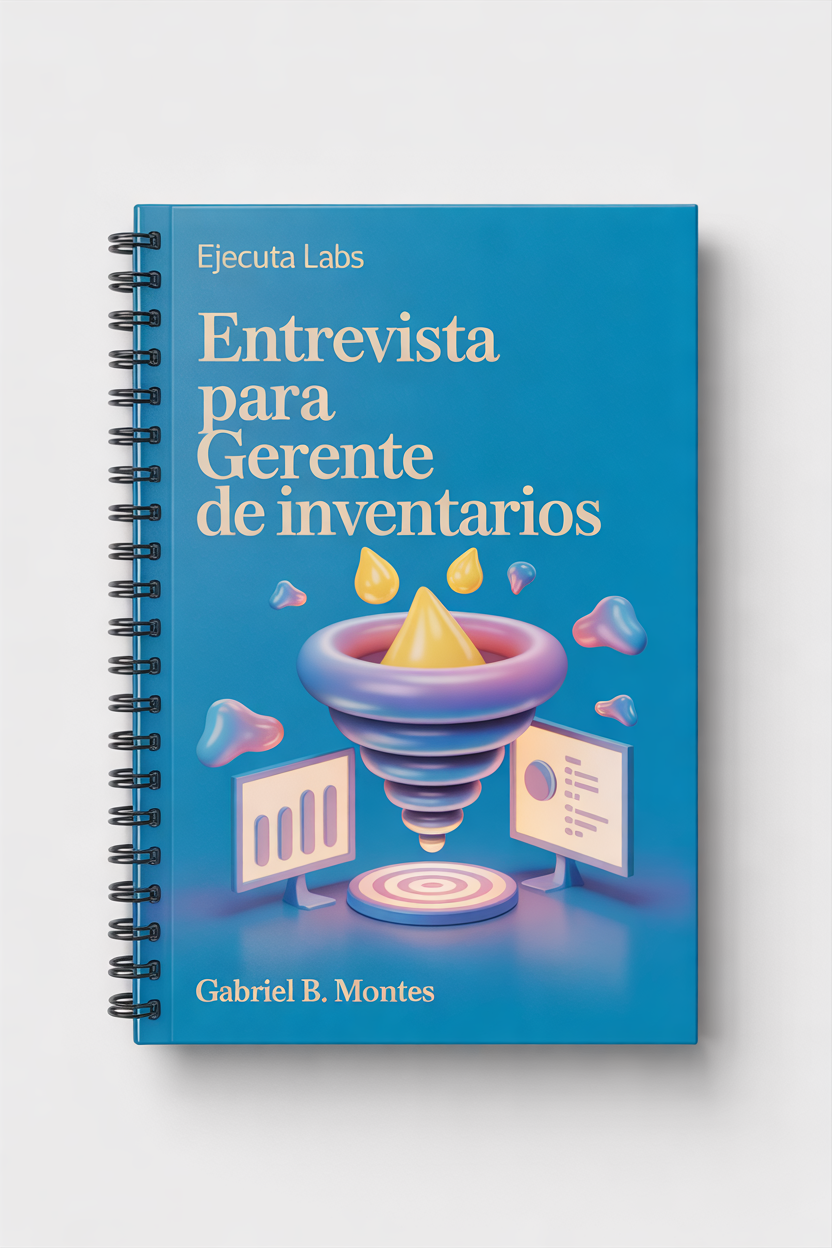 Ejecuta Labs
Entrevista
para
Gerente
de inventarios
Gabriel B. Montes